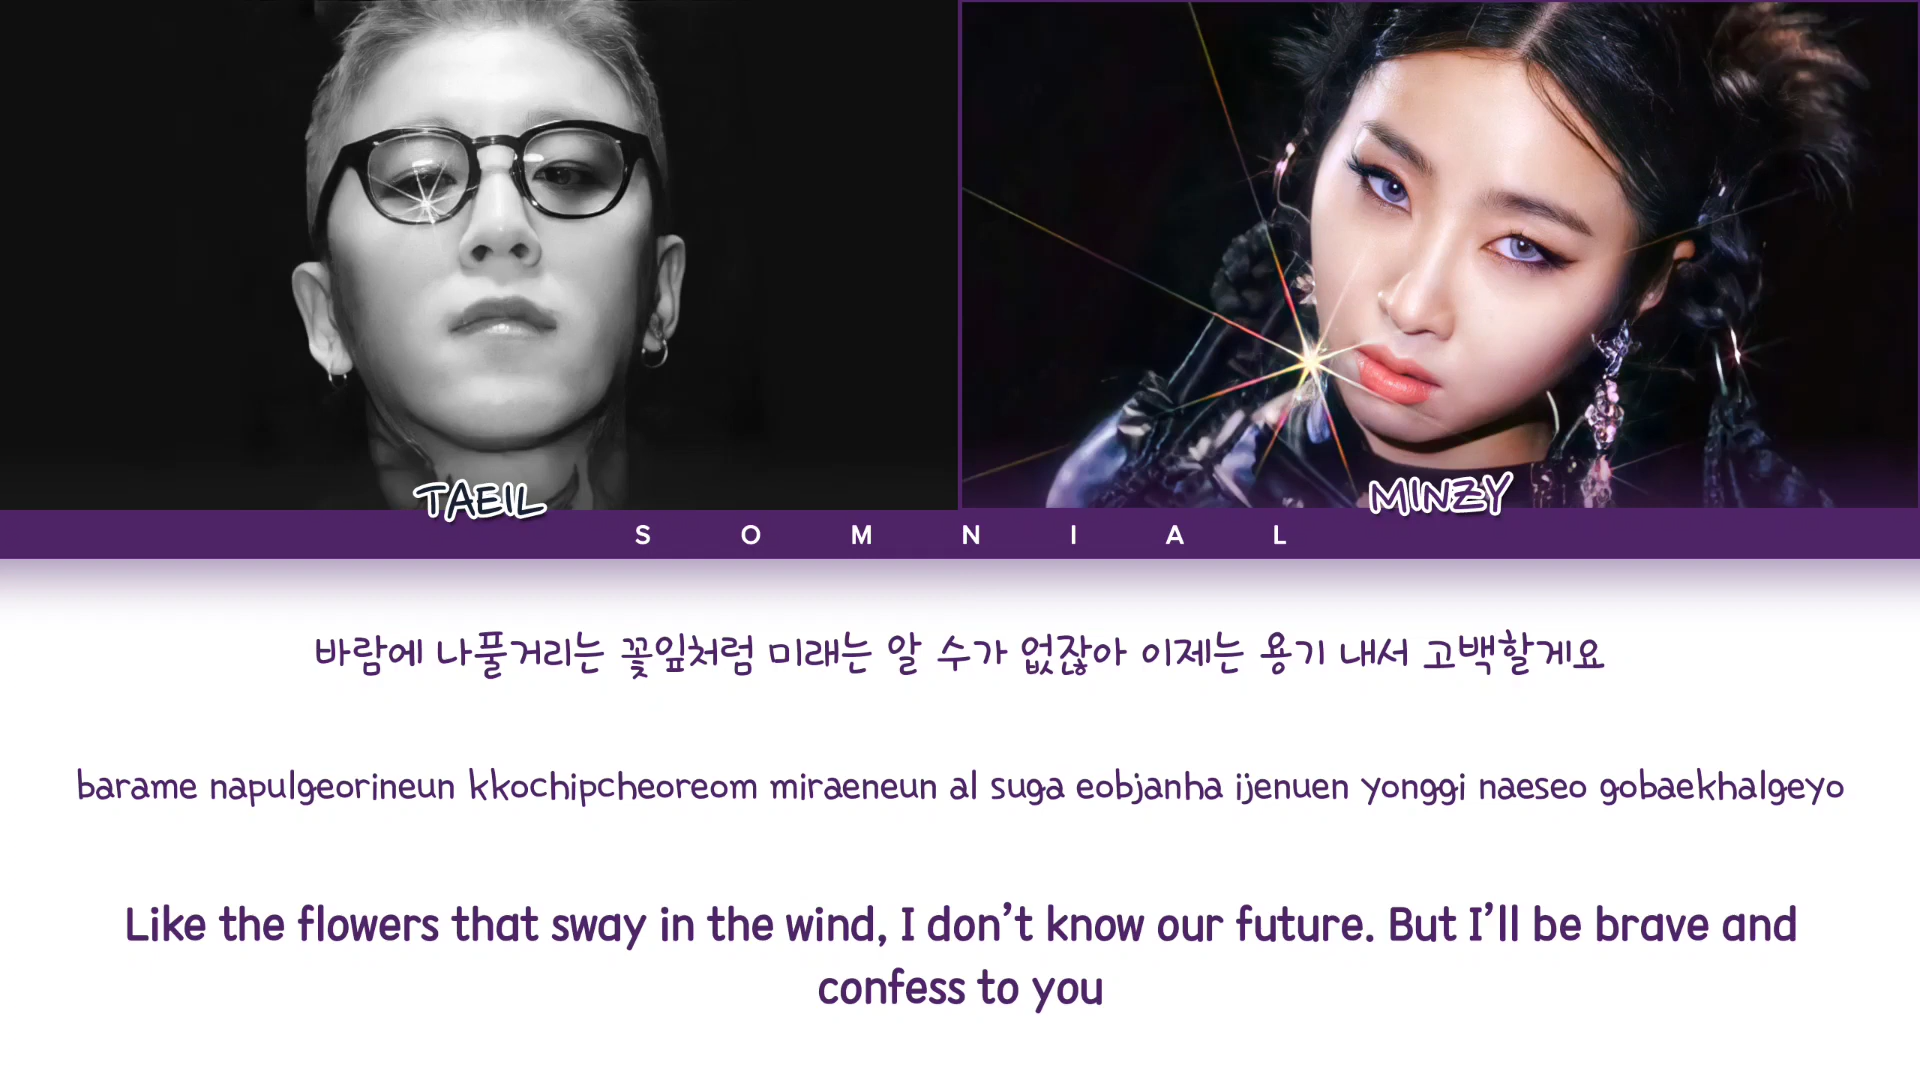 TAEIL
MINZY
SOMNIAL
바람에 나풀거리는 꽃잎처럼 미래는 알 수가 없잖아 이제는 용기 내서 고백할게요
barame napulgeorineun kkochipcheoreom miraeneun al suga eobjanha ijenuen yonggi naeseo gobaekhalgeyo
Like the flowers that sway in the wind, I don’t know our future. But I’ll be brave and
confess to you